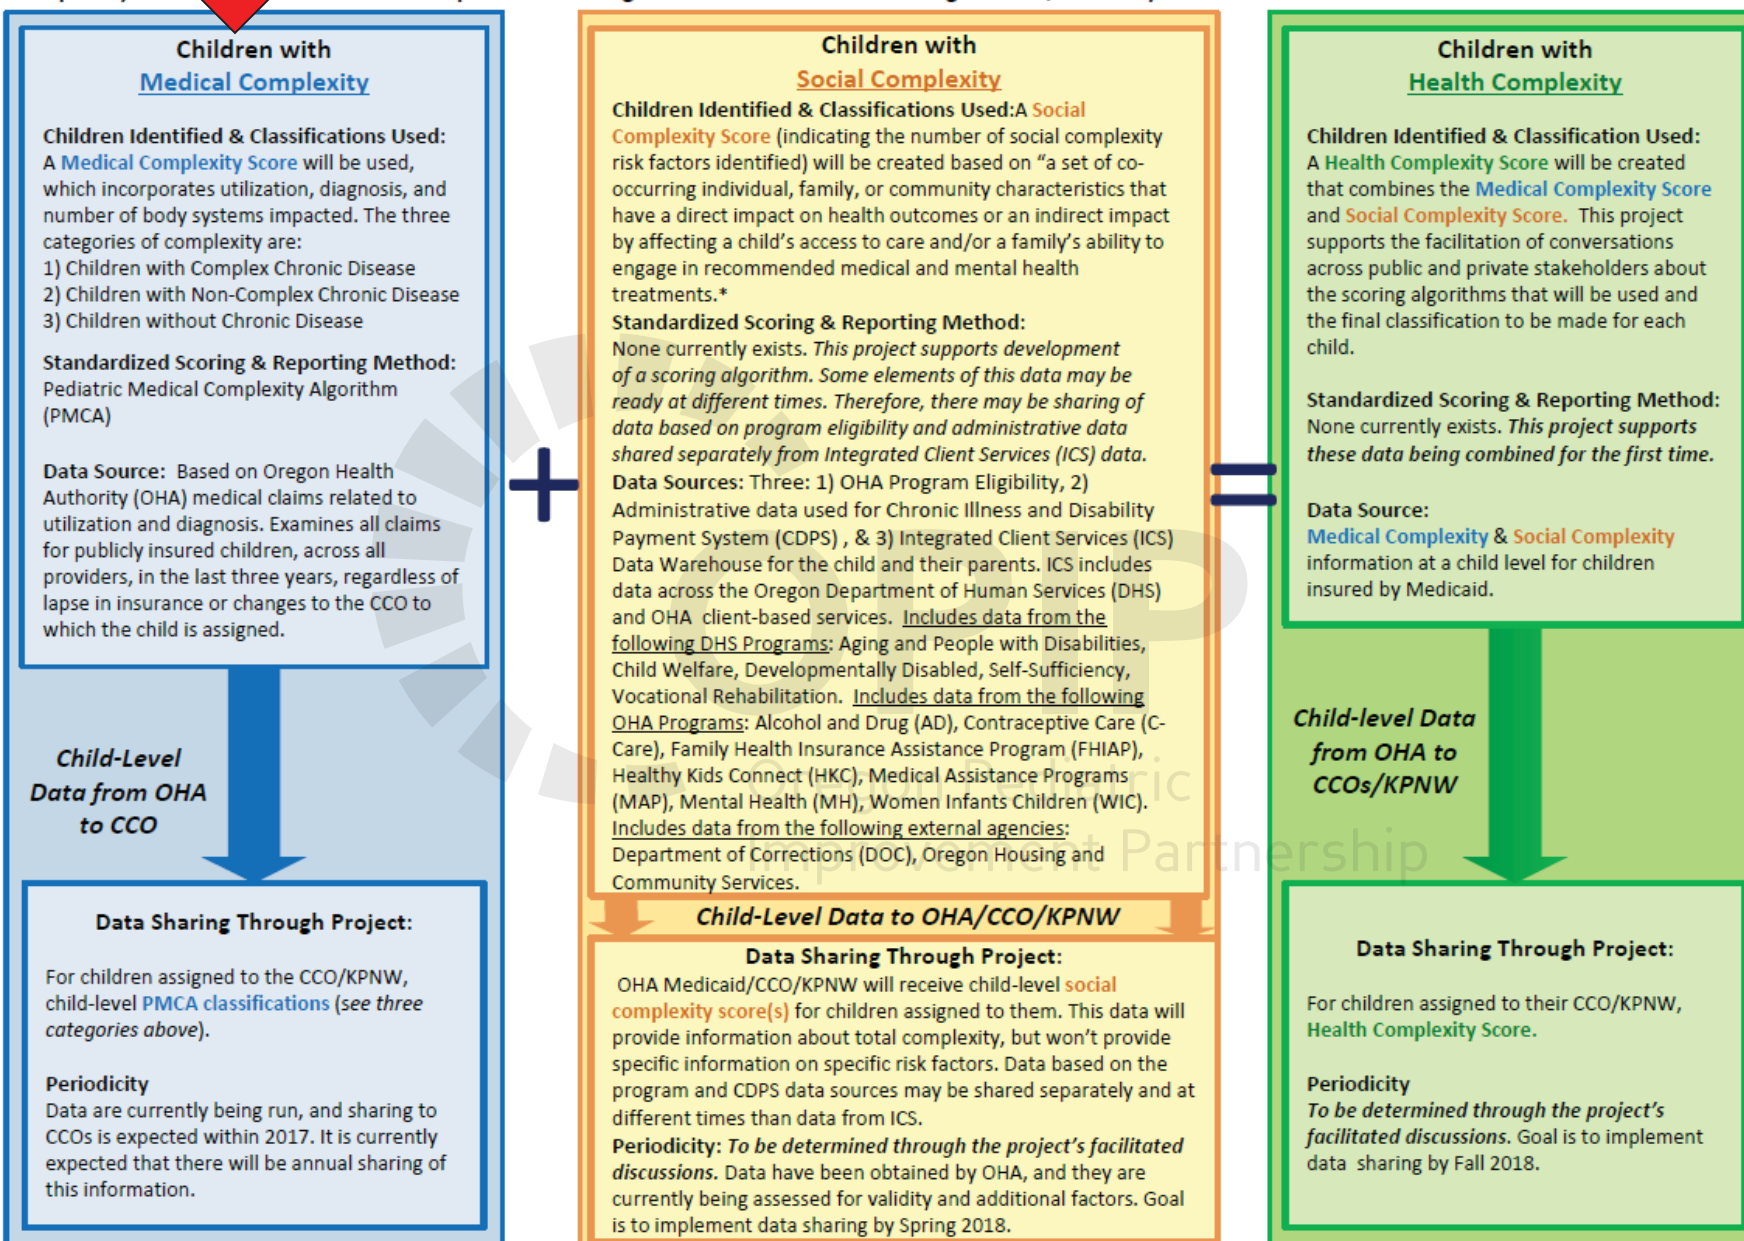 Children with
Medical Complexity
Children Identified & Classifications Used:
A Medical Complexity Score will be used,
which incorporates utilization, diagnosis, and
number of body systems impacted. The three
categories of complexity are:
1) Children with Complex Chronic Disease
2) Children with Non-Complex Chronic Disease
3) Children without Chronic Disease
Standardized Scoring & Reporting Method:
Pediatric Medical Complexity Algorithm
(PMCA)
Data Source: Based on Oregon Health
Authority (OHA) medical claims related to
utilization and diagnosis. Examines all claims
for publicly insured children, across all
providers, in the last three years, regardless of
lapse in insurance or changes to the CCO to
which the child is assigned.
Child-Level
Data from OHA
to CCO
Data Sharing Through Project:
For children assigned to the CCO/KPNW,
child-level PMCA classifications (see three
categories above).
Periodicity
Data are currently being run, and sharing to
CCOs is expected within 2017. It is currently
expected that there will be annual sharing of
this information.
+
Children with
Social Complexity
Children Identified & Classifications Used:A Social
Complexity Score (indicating the number of social complexity
risk factors identified) will be created based on “a set of co-
occurring individual, family, or community characteristics that
have a direct impact on health outcomes or an indirect impact
by affecting a child’s access to care and/or a family’s ability to
engage in recommended medical and mental health
treatments.*
Standardized Scoring & Reporting Method:
None currently exists. This project supports development
of a scoring algorithm. Some elements of this data may be
ready at different times. Therefore, there may be sharing of
data based on program eligibility and administrative data
shared separately from Integrated Client Services (ICS) data.
Data Sources: Three: 1) OHA Program Eligibility, 2)
Administrative data used for Chronic Illness and Disability
Payment System (CDPS) , & 3) Integrated Client Services (ICS)
Data Warehouse for the child and their parents. ICS includes
data across the Oregon Department of Human Services (DHS)
and OHA client-based services. Includes data from the
following DHS Programs: Aging and People with Disabilities,
Child Welfare, Developmentally Disabled, Self-Sufficiency,
Vocational Rehabilitation. Includes data from the following
OHA Programs: Alcohol and Drug (AD), Contraceptive Care (C-
Care), Family Health Insurance Assistance Program (FHIAP),
Healthy Kids Connect (HKC), Medical Assistance Programs
(MAP), Mental Health (MH), Women Infants Children (WIC).
Includes data from the following external agencies:
Department of Corrections (DOC), Oregon Housing and
Community Services.
Child-Level Data to OHA/CCO/KPNW
Data Sharing Through Project:
OHA Medicaid/CCO/KPNW will receive child-level social
complexity score(s) for children assigned to them. This data will
provide information about total complexity, but won’t provide
specific information on specific risk factors. Data based on the
program and CDPS data sources may be shared separately and at
different times than data from ICS.
Periodicity: To be determined through the project’s facilitated
discussions. Data have been obtained by OHA, and they are
currently being assessed for validity and additional factors. Goal
is to implement data sharing by Spring 2018.
=
Children with
Health Complexity
Children Identified & Classification Used:
A Health Complexity Score will be created
that combines the Medical Complexity Score
and Social Complexity Score. This project
supports the facilitation of conversations
across public and private stakeholders about
the scoring algorithms that will be used and
the final classification to be made for each
child.
Standardized Scoring & Reporting Method:
None currently exists. This project supports
these data being combined for the first time.
Data Source:
Medical Complexity & Social Complexity
information at a child level for children
insured by Medicaid.
Child-level Data
from OHA to
CCOs/KPNW
Data Sharing Through Project:
For children assigned to their CCO/KPNW,
Health Complexity Score.
Periodicity
To be determined through the project’s
facilitated discussions. Goal is to implement
data sharing by Fall 2018.
OPIP
Oregon Pediatric
Improvement Partnership